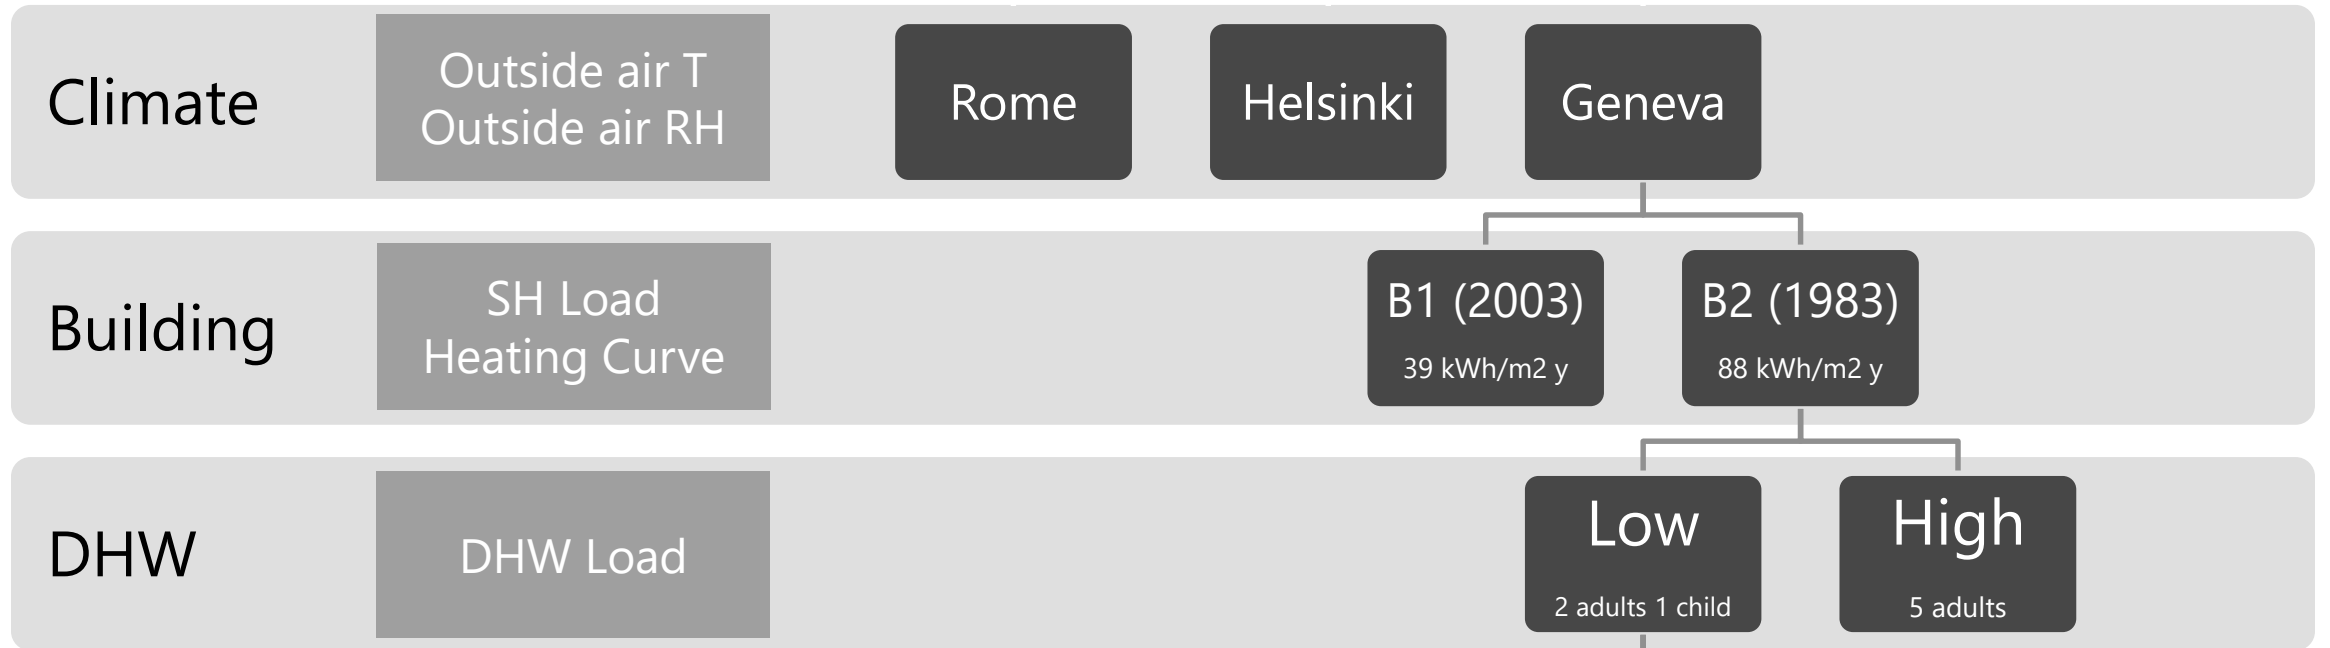 Climate
Outside air T
Outside air RH
Rome
Helsinki
Geneva
Building
SH Load
Heating Curve
B1 (2003)
39 kWh/m2 y
B2 (1983)
88 kWh/m2 y
DHW
DHW Load
Low
2 adults 1 child
High
5 adults